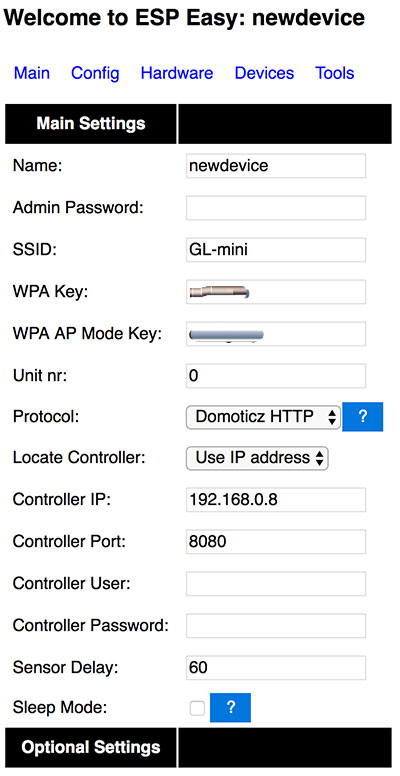 Welcome to ESP Easy: newdevice
Main Config Hardware Devices Tools
Main Settings
Name: newdevice
Admin Password:
SSID: GL-mini
WPA Key:
WPA AP Mode Key:
Unit nr: 0
Protocol: Domoticz HTTP ?
Locate Controller: Use IP address
Controller IP: 192.168.0.8
Controller Port: 8080
Controller User:
Controller Password:
Sensor Delay: 60
Sleep Mode: ?
Optional Settings